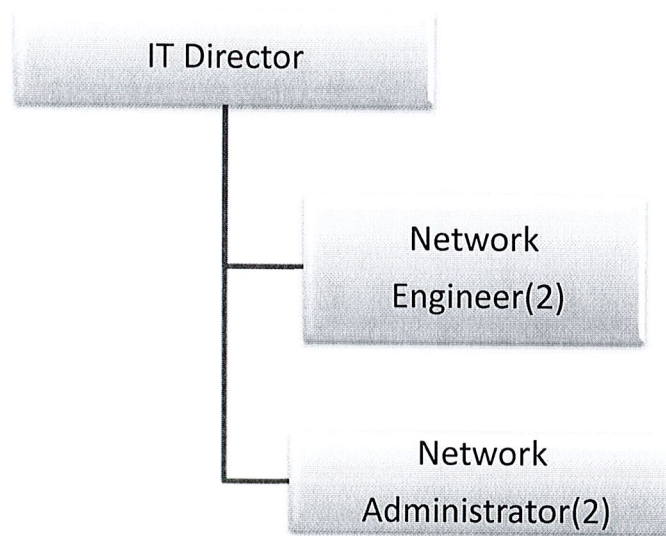 IT Director
Network
Engineer(2)
Network
Administrator(2)